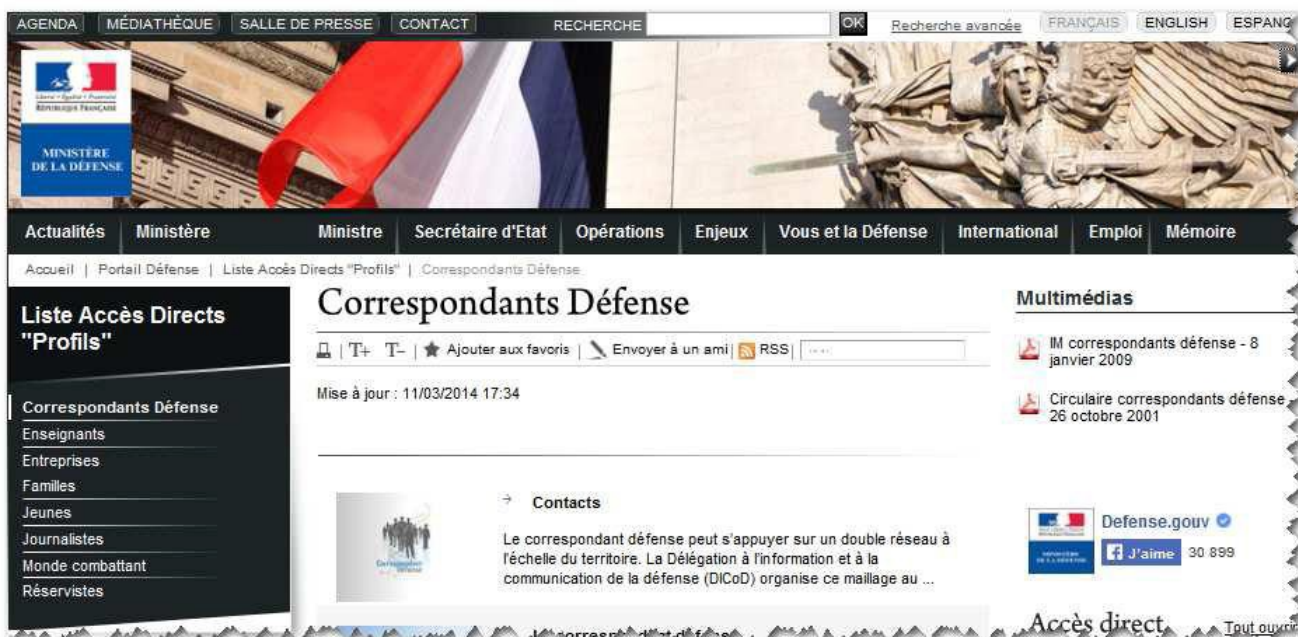 AGENDA MÉDIATHÈQUE SALLE DE PRESSE CONTACT RECHERCHE OK Recherche avancée FRANÇAIS ENGLISH
Liberté • Égalité • Fraternité
RÉPUBLIQUE FRANÇAISE
MINISTÈRE
DE LA DÉFENSE
Actualités Ministère Ministre Secrétaire d'Etat Opérations Enjeux Vous et la Défense International Emploi Mémoire
Accueil | Portail Défense | Liste Accès Directs "Profils" | Correspondants Défense
Liste Accès Directs
"Profils"
Correspondants Défense
Enseignants
Entreprises
Familles
Jeunes
Journalistes
Monde combattant
Réservistes
Correspondants Défense
T+ T- | Ajouter aux favoris | Envoyer à un ami | RSS |
Mise à jour : 11/03/2014 17:34
Contacts
Le correspondant défense peut s'appuyer sur un double réseau à
l'échelle du territoire. La Délégation à l'information et à la
communication de la défense (DICoD) organise ce maillage au ...
Multimédias
IM correspondants défense - 8
janvier 2009
Circulaire correspondants défense -
26 octobre 2001
Defense.gouv
J'aime 30 899
Accès direct
Tout ouvrir